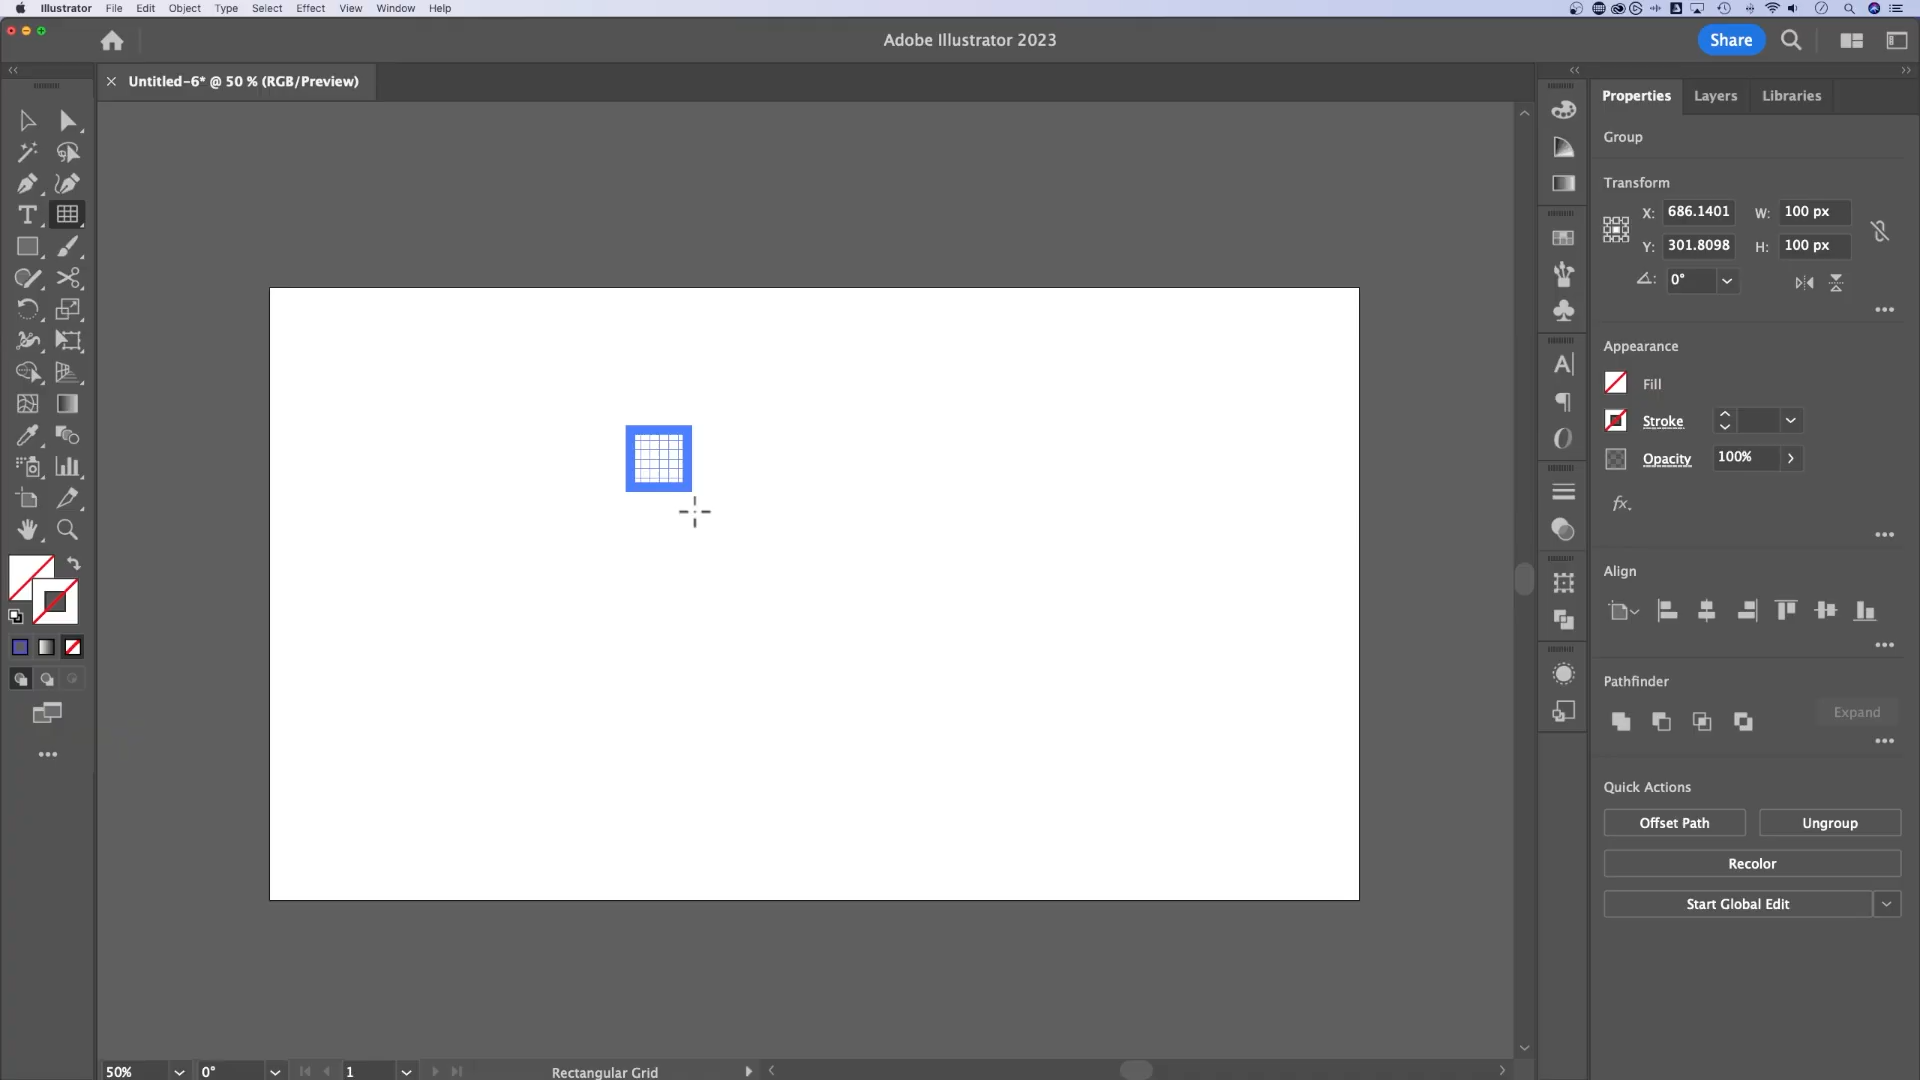 Illustrator File Edit Object Type Select Effect View Window Help
Adobe Illustrator 2023
Share
Untitled-6* @ 50 % (RGB/Preview)
Properties Layers Libraries
Group
Transform
X: 686.1401 W: 100 px
Y: 301.8098 H: 100 px
0°
Appearance
Fill
Stroke
Opacity 100%
fx
Align
Pathfinder
Expand
Quick Actions
Offset Path Ungroup
Recolor
Start Global Edit
50% 0° 1 Rectangular Grid